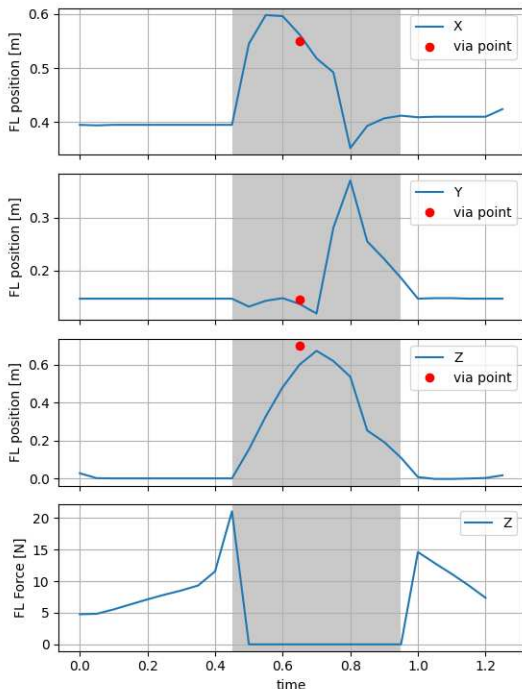 0.6
0.5
0.4
FL position [m]
X
via point
0.3
0.2
FL position [m]
Y
via point
0.6
0.4
0.2
0.0
FL position [m]
Z
via point
20
15
10
5
0
FL Force [N]
Z
0.0 0.2 0.4 0.6 0.8 1.0 1.2
time